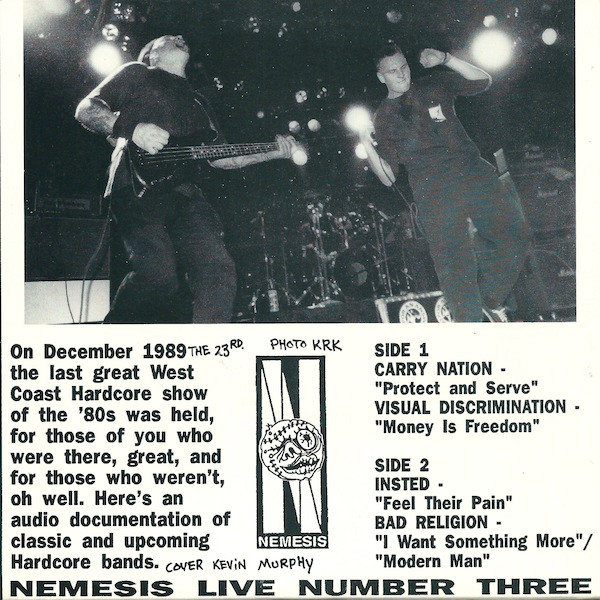 On December 1989 THE 23RD.
the last great West
Coast Hardcore show
of the '80s was held,
for those of you who
were there, great, and
for those who weren't,
oh well. Here's an
audio documentation of
classic and upcoming
Hardcore bands. COVER KEVIN MURPHY
PHOTO KRK
NEMESIS
SIDE 1
CARRY NATION -
"Protect and Serve"
VISUAL DISCRIMINATION -
"Money Is Freedom"
SIDE 2
INSTED -
"Feel Their Pain"
BAD RELIGION -
"I Want Something More"/
"Modern Man"
NEMESIS LIVE NUMBER THREE